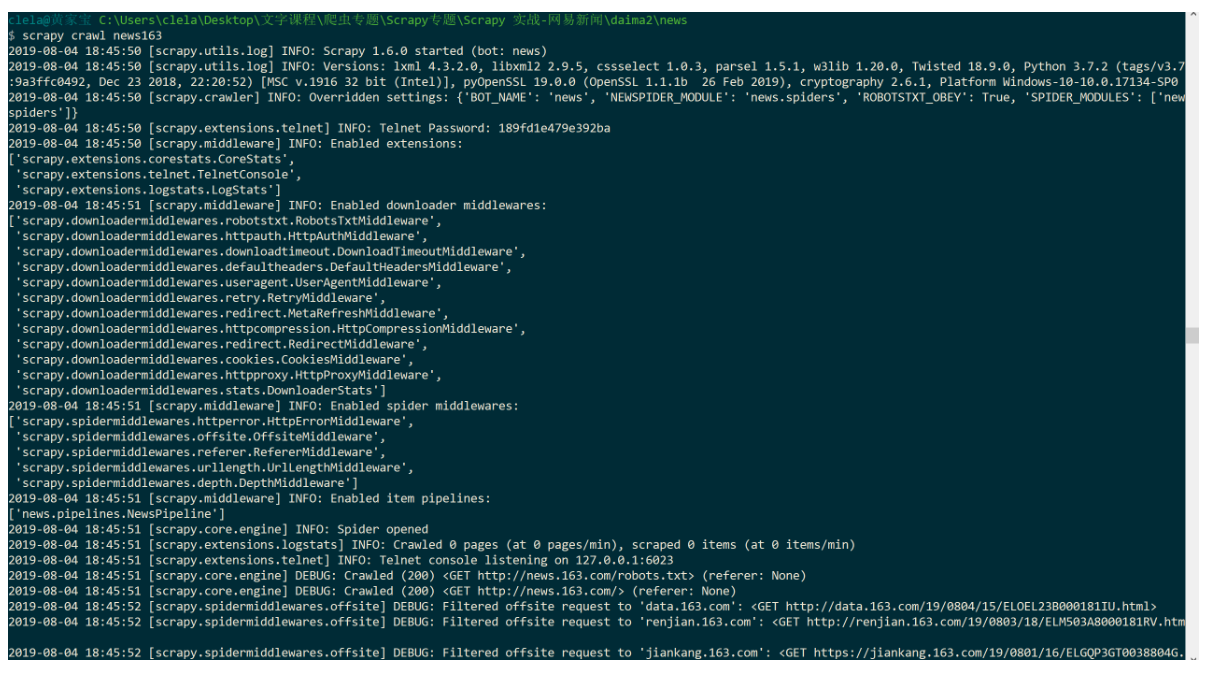 clela@黄家宝 C:\Users\clela\Desktop\文字课程\爬虫专题\Scrapy专题\Scrapy 实战-网易新闻\daima2\news
$ scrapy crawl news163
2019-08-04 18:45:50 [scrapy.utils.log] INFO: Scrapy 1.6.0 started (bot: news)
2019-08-04 18:45:50 [scrapy.utils.log] INFO: Versions: lxml 4.3.2.0, libxml2 2.9.5, cssselect 1.0.3, parsel 1.5.1, w3lib 1.20.0, Twisted 18.9.0, Python 3.7.2 (tags/v3.7
:9a3ffc0492, Dec 23 2018, 22:20:52) [MSC v.1916 32 bit (Intel)], pyOpenSSL 19.0.0 (OpenSSL 1.1.1b  26 Feb 2019), cryptography 2.6.1, Platform Windows-10-10.0.17134-SP0
2019-08-04 18:45:50 [scrapy.crawler] INFO: Overridden settings: {'BOT_NAME': 'news', 'NEWSPIDER_MODULE': 'news.spiders', 'ROBOTSTXT_OBEY': True, 'SPIDER_MODULES': ['new
spiders']}
2019-08-04 18:45:50 [scrapy.extensions.telnet] INFO: Telnet Password: 189fd1e479e392ba
2019-08-04 18:45:50 [scrapy.middleware] INFO: Enabled extensions:
['scrapy.extensions.corestats.CoreStats',
 'scrapy.extensions.telnet.TelnetConsole',
 'scrapy.extensions.logstats.LogStats']
2019-08-04 18:45:51 [scrapy.middleware] INFO: Enabled downloader middlewares:
['scrapy.downloadermiddlewares.robotstxt.RobotsTxtMiddleware',
 'scrapy.downloadermiddlewares.httpauth.HttpAuthMiddleware',
 'scrapy.downloadermiddlewares.downloadtimeout.DownloadTimeoutMiddleware',
 'scrapy.downloadermiddlewares.defaultheaders.DefaultHeadersMiddleware',
 'scrapy.downloadermiddlewares.useragent.UserAgentMiddleware',
 'scrapy.downloadermiddlewares.retry.RetryMiddleware',
 'scrapy.downloadermiddlewares.redirect.MetaRefreshMiddleware',
 'scrapy.downloadermiddlewares.httpcompression.HttpCompressionMiddleware',
 'scrapy.downloadermiddlewares.redirect.RedirectMiddleware',
 'scrapy.downloadermiddlewares.cookies.CookiesMiddleware',
 'scrapy.downloadermiddlewares.httpproxy.HttpProxyMiddleware',
 'scrapy.downloadermiddlewares.stats.DownloaderStats']
2019-08-04 18:45:51 [scrapy.middleware] INFO: Enabled spider middlewares:
['scrapy.spidermiddlewares.httperror.HttpErrorMiddleware',
 'scrapy.spidermiddlewares.offsite.OffsiteMiddleware',
 'scrapy.spidermiddlewares.referer.RefererMiddleware',
 'scrapy.spidermiddlewares.urllength.UrlLengthMiddleware',
 'scrapy.spidermiddlewares.depth.DepthMiddleware']
2019-08-04 18:45:51 [scrapy.middleware] INFO: Enabled item pipelines:
['news.pipelines.NewsPipeline']
2019-08-04 18:45:51 [scrapy.core.engine] INFO: Spider opened
2019-08-04 18:45:51 [scrapy.extensions.logstats] INFO: Crawled 0 pages (at 0 pages/min), scraped 0 items (at 0 items/min)
2019-08-04 18:45:51 [scrapy.extensions.telnet] INFO: Telnet console listening on 127.0.0.1:6023
2019-08-04 18:45:51 [scrapy.core.engine] DEBUG: Crawled (200) <GET http://news.163.com/robots.txt> (referer: None)
2019-08-04 18:45:51 [scrapy.core.engine] DEBUG: Crawled (200) <GET http://news.163.com/> (referer: None)
2019-08-04 18:45:52 [scrapy.spidermiddlewares.offsite] DEBUG: Filtered offsite request to 'data.163.com': <GET http://data.163.com/19/0804/15/ELOEL23B000181IU.html>
2019-08-04 18:45:52 [scrapy.spidermiddlewares.offsite] DEBUG: Filtered offsite request to 'renjian.163.com': <GET http://renjian.163.com/19/0803/18/ELM503A8000181RV.htm
2019-08-04 18:45:52 [scrapy.spidermiddlewares.offsite] DEBUG: Filtered offsite request to 'jiankang.163.com': <GET https://jiankang.163.com/19/0801/16/ELGQP3GT0038804G.